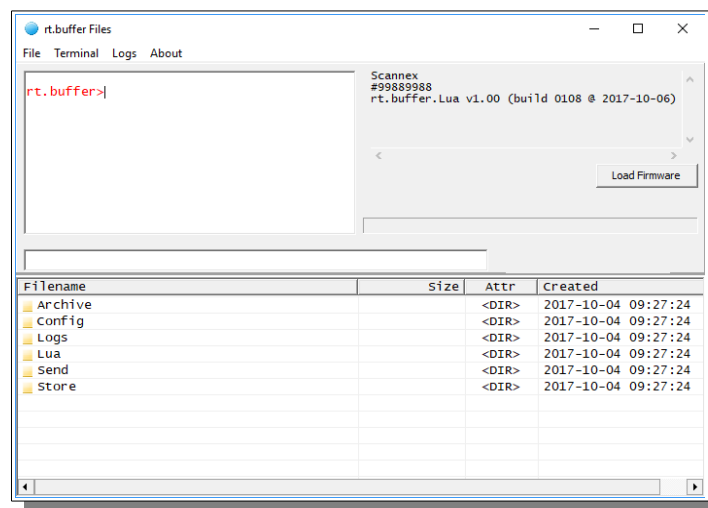 rt.buffer Files
File Terminal Logs About
rt.buffer>
Scannex
#99889988
rt.buffer.Lua v1.00 (build 0108 @ 2017-10-06)
Load Firmware
Filename Size Attr Created
Archive <DIR> 2017-10-04 09:27:24
Config <DIR> 2017-10-04 09:27:24
Logs <DIR> 2017-10-04 09:27:24
Lua <DIR> 2017-10-04 09:27:24
Send <DIR> 2017-10-04 09:27:24
Store <DIR> 2017-10-04 09:27:24